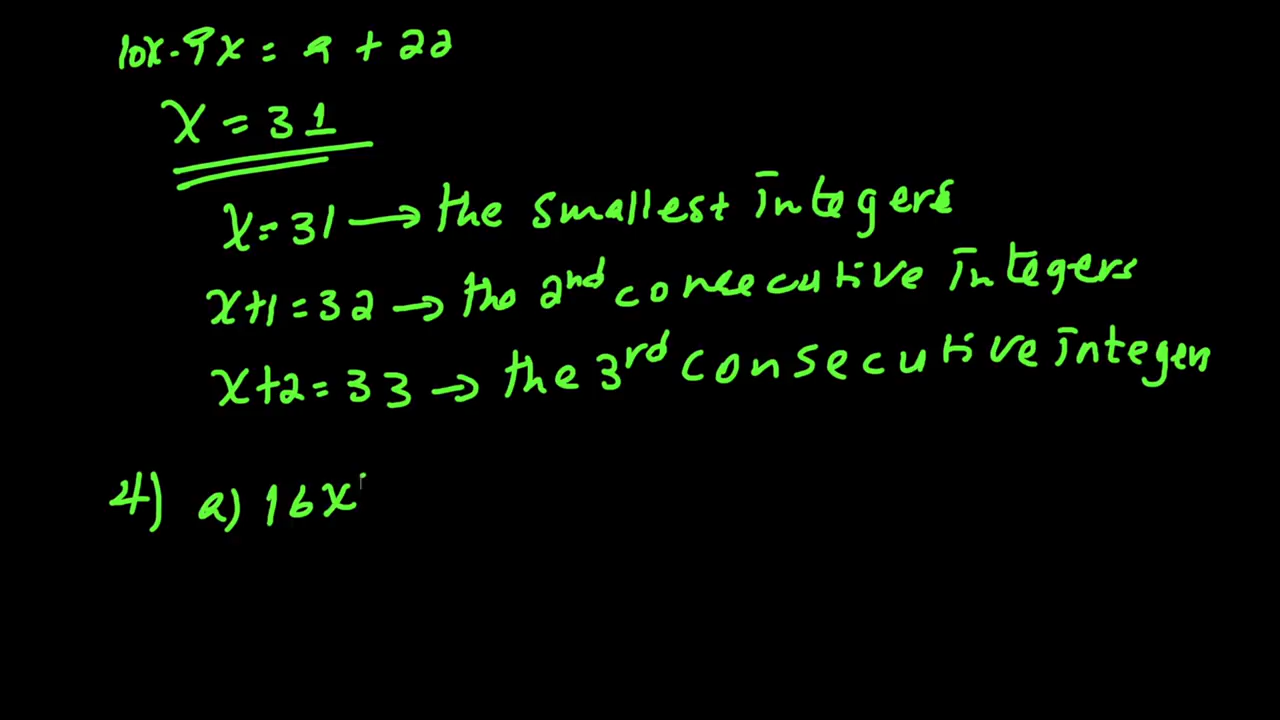 10x-9x = 9 + 22
x = 31
x=31 → the smallest integers
x+1=32 → the 2nd consecutive integers
x+2=33 → the 3rd consecutive integer
4) a) 16x